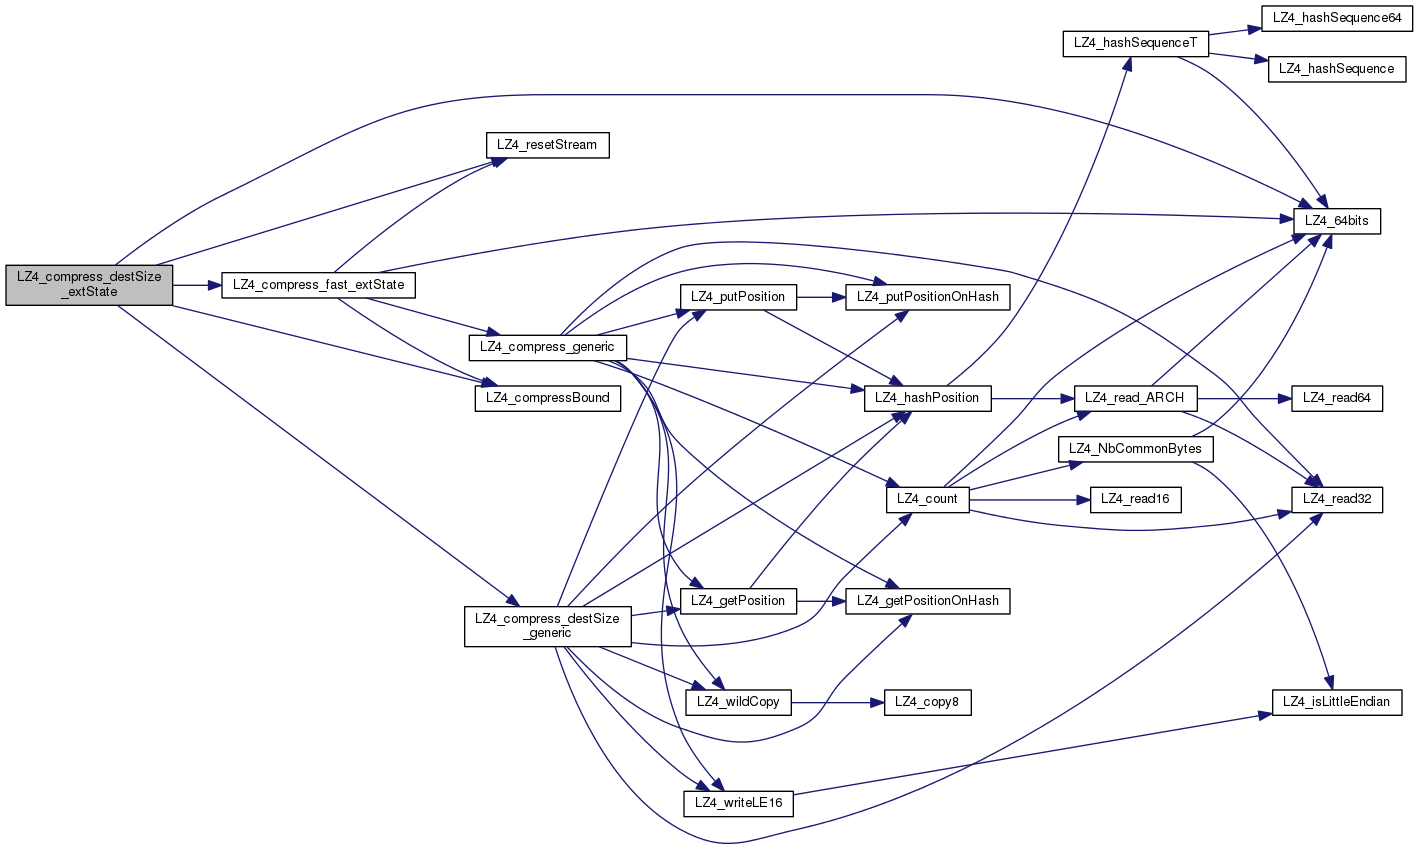 LZ4_hashSequence64
LZ4_hashSequenceT
LZ4_hashSequence
LZ4_resetStream
LZ4_64bits
LZ4_compress_destSize
_extState
LZ4_compress_fast_extState
LZ4_putPosition
LZ4_putPositionOnHash
LZ4_compress_generic
LZ4_compressBound
LZ4_hashPosition
LZ4_read_ARCH
LZ4_read64
LZ4_NbCommonBytes
LZ4_count
LZ4_read16
LZ4_read32
LZ4_getPosition
LZ4_getPositionOnHash
LZ4_compress_destSize
_generic
LZ4_wildCopy
LZ4_copy8
LZ4_isLittleEndian
LZ4_writeLE16